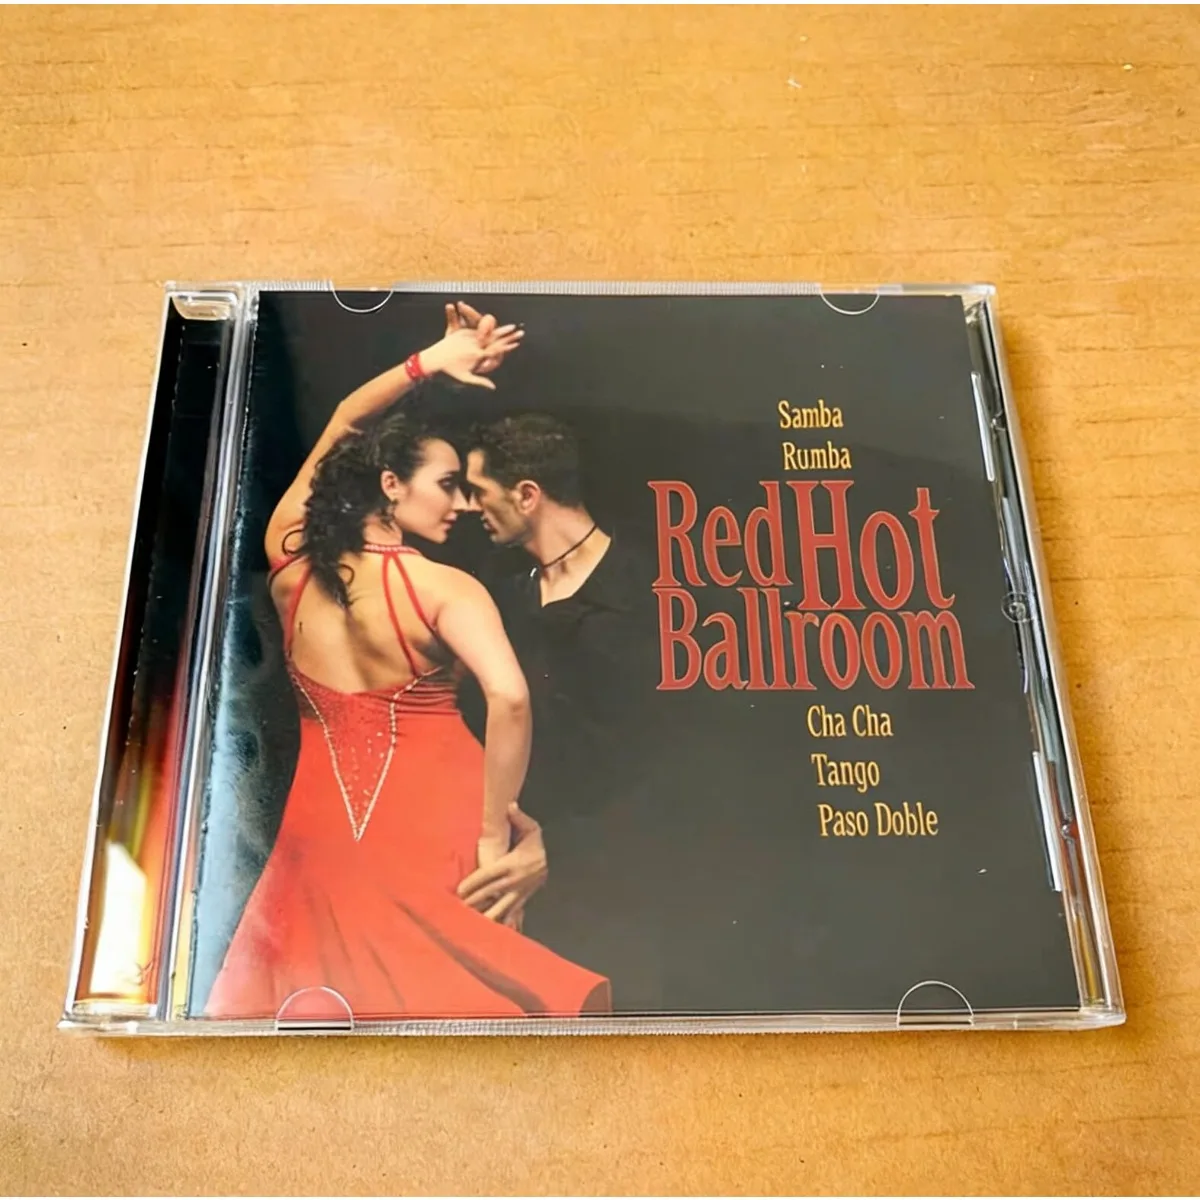 Samba
Rumba
Red Hot
Ballroom
Cha Cha
Tango
Paso Doble